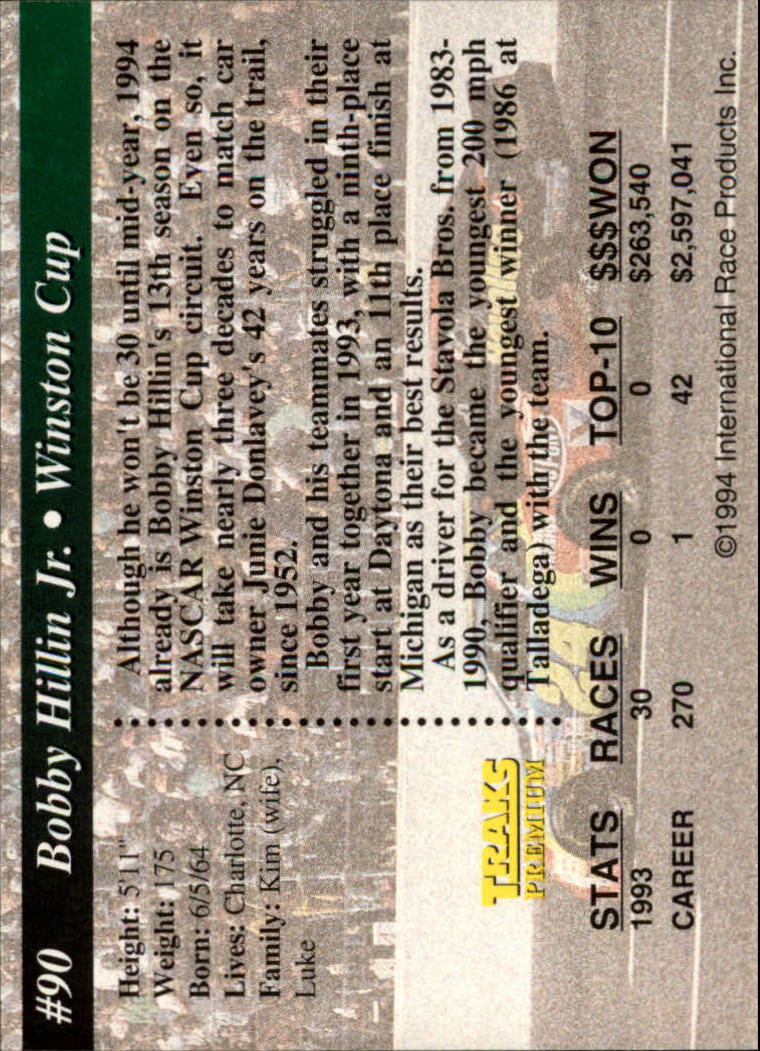 #90 Bobby Hillin Jr. • Winston Cup
Height: 5'11"
Weight: 175
Born: 6/5/64
Lives: Charlotte, NC
Family: Kim (wife),
Luke
Although he won't be 30 until mid-year, 1994
already is Bobby Hillin's 13th season on the
NASCAR Winston Cup circuit. Even so, it
will take nearly three decades to match car
owner Junie Donlavey's 42 years on the trail,
since 1952.
Bobby and his teammates struggled in their
first year together in 1993, with a ninth-place
start at Daytona and an 11th place finish at
Michigan as their best results.
As a driver for the Stavola Bros. from 1983-
1990, Bobby became the youngest 200 mph
qualifier and the youngest winner (1986 at
Talladega) with the team.
TRAKS
PREMIUM
STATS RACES WINS TOP-10 $$$WON
1993 30 0 0 $263,540
CAREER 270 1 42 $2,597,041
©1994 International Race Products Inc.